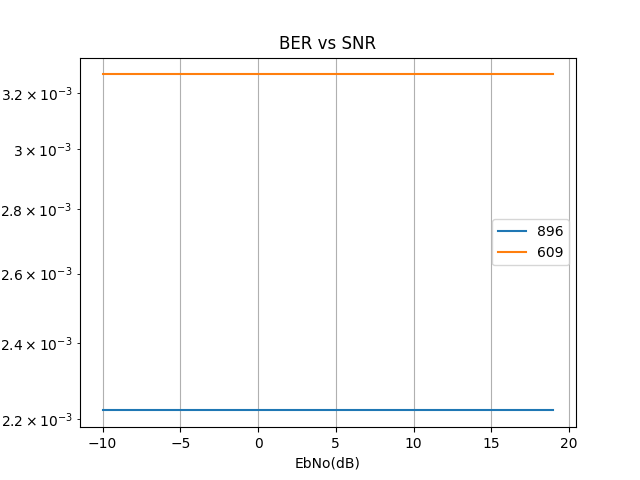 BER vs SNR
3.2 × 10⁻³
3 × 10⁻³
2.8 × 10⁻³
2.6 × 10⁻³
2.4 × 10⁻³
2.2 × 10⁻³
896
609
−10 −5 0 5 10 15 20
EbNo(dB)